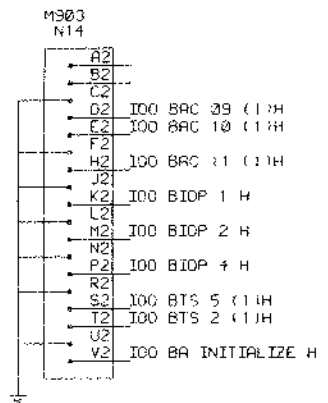 M903
N14
A2
B2
C2
D2 IOO BAC 09 (1)H
E2 IOO BAC 10 (1)H
F2
H2 IOO BAC 11 (1)H
J2
K2 IOO BIOP 1 H
L2
M2 IOO BIOP 2 H
N2
P2 IOO BIOP 4 H
R2
S2 IOO BTS 5 (1)H
T2 IOO BTS 2 (1)H
U2
V2 IOO BA INITIALIZE H